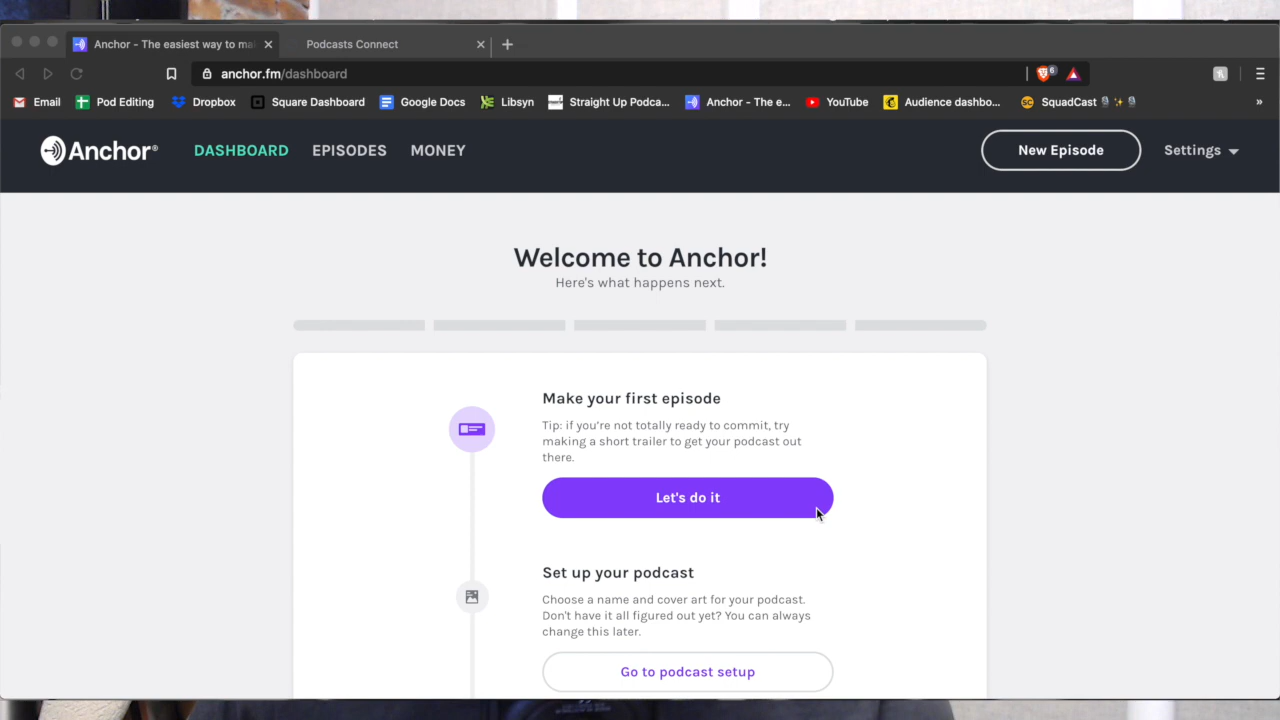 Anchor - The easiest way to ma
Podcasts Connect
anchor.fm/dashboard
6
Email
Pod Editing
Dropbox
Square Dashboard
Google Docs
Libsyn
Straight Up Podca...
Anchor - The e...
YouTube
Audience dashbo...
SC
SquadCast
»
Anchor®
DASHBOARD
EPISODES
MONEY
New Episode
Settings
Welcome to Anchor!
Here's what happens next.
Make your first episode
Tip: if you're not totally ready to commit, try
making a short trailer to get your podcast out
there.
Let's do it
Set up your podcast
Choose a name and cover art for your podcast.
Don't have it all figured out yet? You can always
change this later.
Go to podcast setup